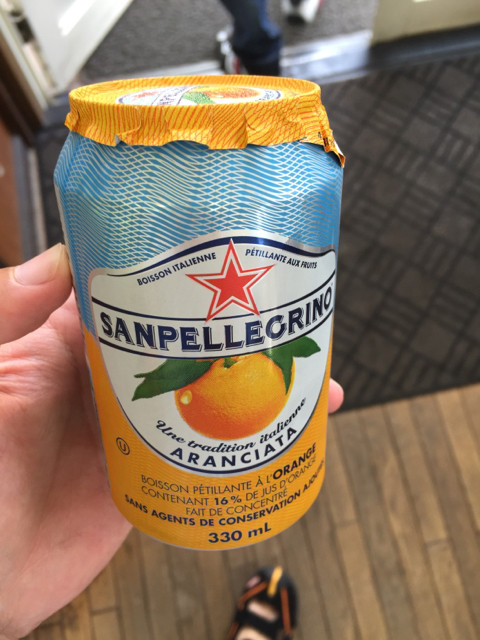 BOISSON ITALIENNE PÉTILLANTE AUX FRUITS
SANPELLEGRINO
Une tradition italienne
ARANCIATA
U
BOISSON PÉTILLANTE À L'ORANGE
CONTENANT 16% DE JUS D'ORANGE
FAIT DE CONCENTRÉ
SANS AGENTS DE CONSERVATION
330 mL